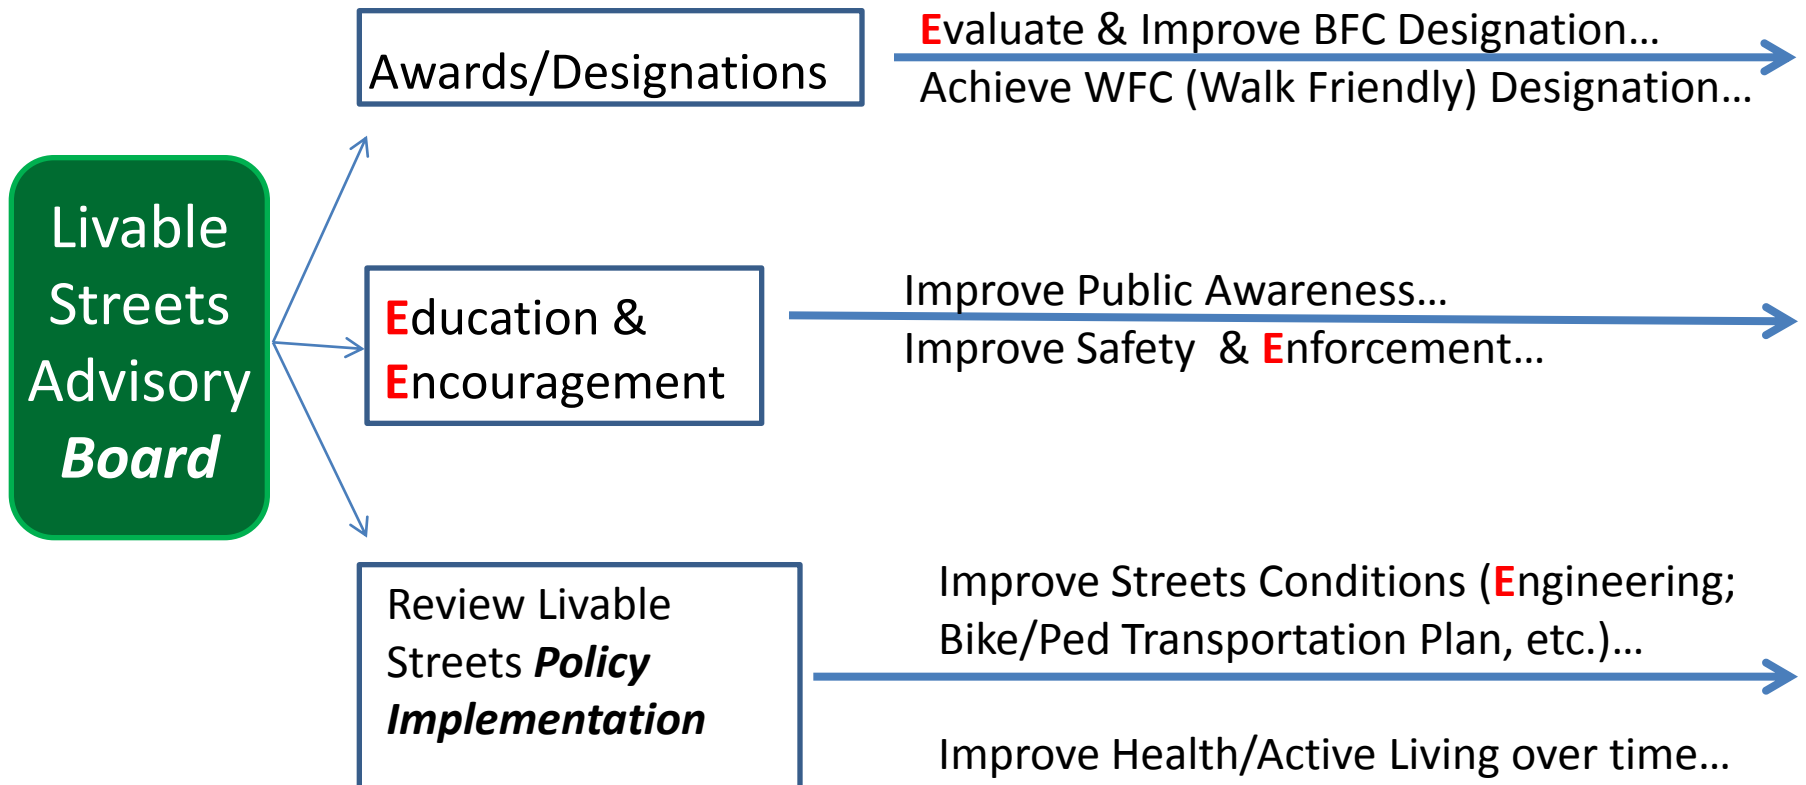 Livable
Streets
Advisory
Board
Awards/Designations
Evaluate & Improve BFC Designation…
Achieve WFC (Walk Friendly) Designation…
Education &
Encouragement
Improve Public Awareness…
Improve Safety & Enforcement…
Review Livable
Streets Policy
Implementation
Improve Streets Conditions (Engineering;
Bike/Ped Transportation Plan, etc.)…
Improve Health/Active Living over time…